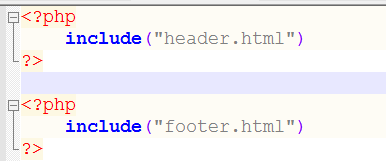 <?php
include("header.html")
?>
<?php
include("footer.html")
?>